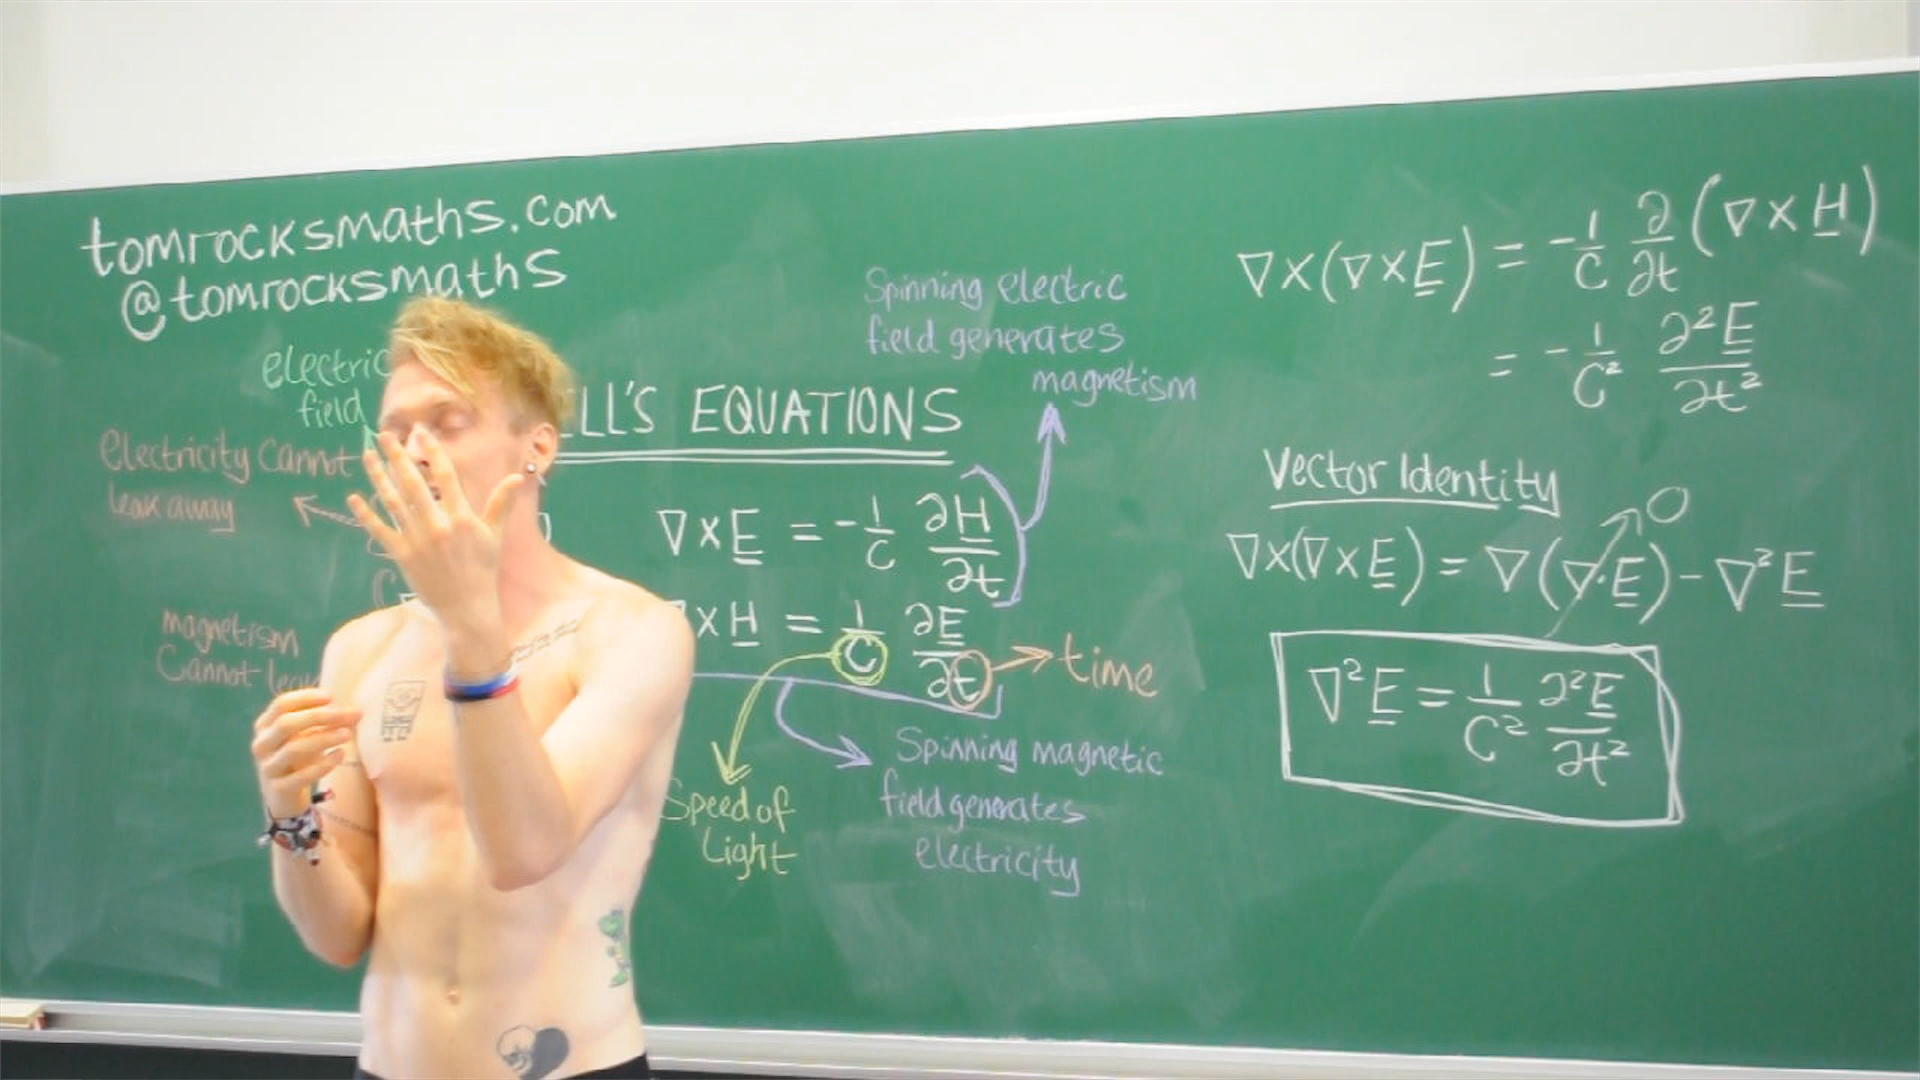 tomrocksmaths.com
@tomrocksmaths
electric
field
Electricity cannot
leak away
magnetism
Cannot
ELL'S EQUATIONS
∇×E = -1/C ∂H/∂t
∇×H = 1/C ∂E/∂t
time
Speed of
Light
Spinning electric
field generates
magnetism
Spinning magnetic
field generates
electricity
∇×(∇×E) = -1/C ∂/∂t (∇×H)
= -1/C² ∂²E/∂t²
Vector Identity
0
∇×(∇×E) = ∇(∇·E) - ∇²E
∇²E = 1/C² ∂²E/∂t²